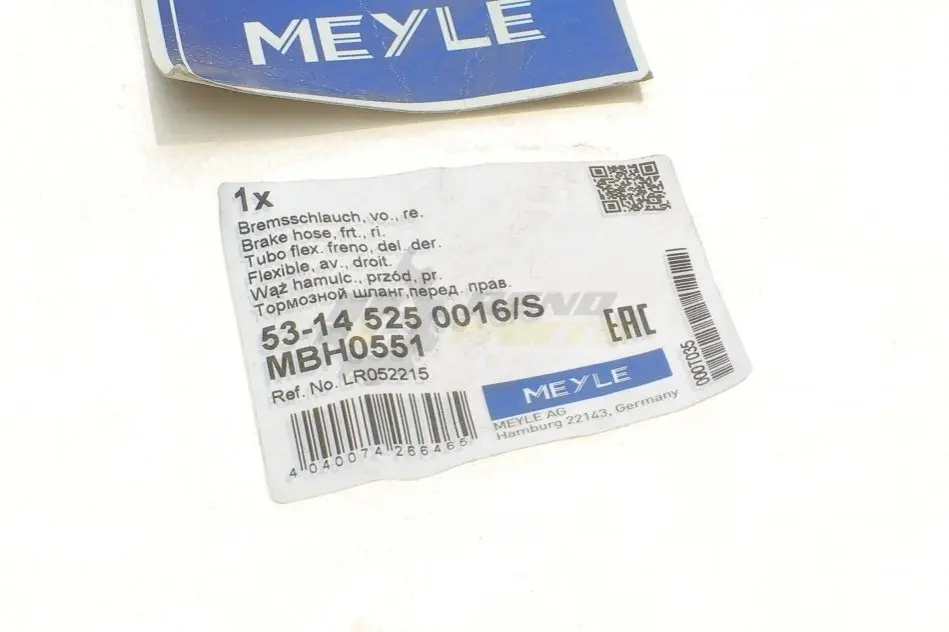 MEYLE
1x
Bremsschlauch, vo., re.
Brake hose, frt., ri.
Tubo flex. freno, del. der.
Flexible, av., droit.
Wąż hamulc., przód, pr.
Тормозной шланг,перед. прав.
53-14 525 0016/S
MBH0551
Ref. No. LR052215
4 040074 266465
EAC
MEYLE
MEYLE AG
Hamburg 22143, Germany
000T035